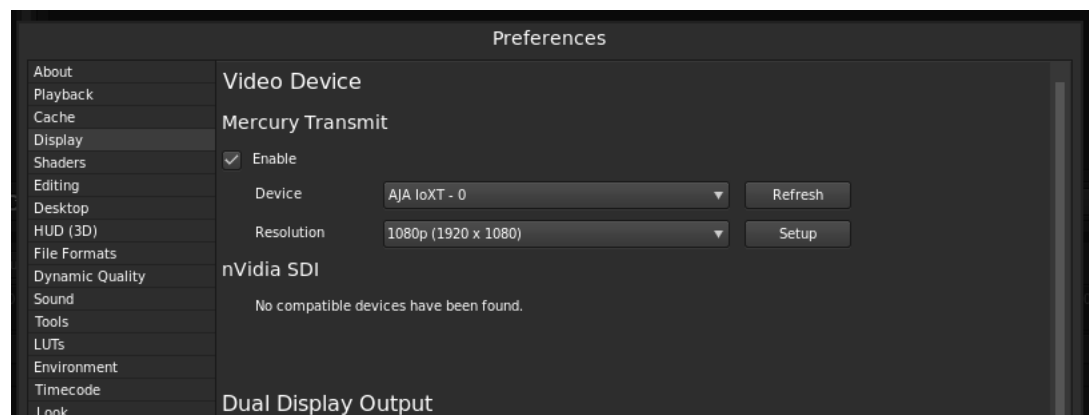 Preferences
About
Playback
Cache
Display
Shaders
Editing
Desktop
HUD (3D)
File Formats
Dynamic Quality
Sound
Tools
LUTs
Environment
Timecode
Look
Video Device
Mercury Transmit
Enable
Device AJA IoXT - 0 Refresh
Resolution 1080p (1920 x 1080) Setup
nVidia SDI
No compatible devices have been found.
Dual Display Output